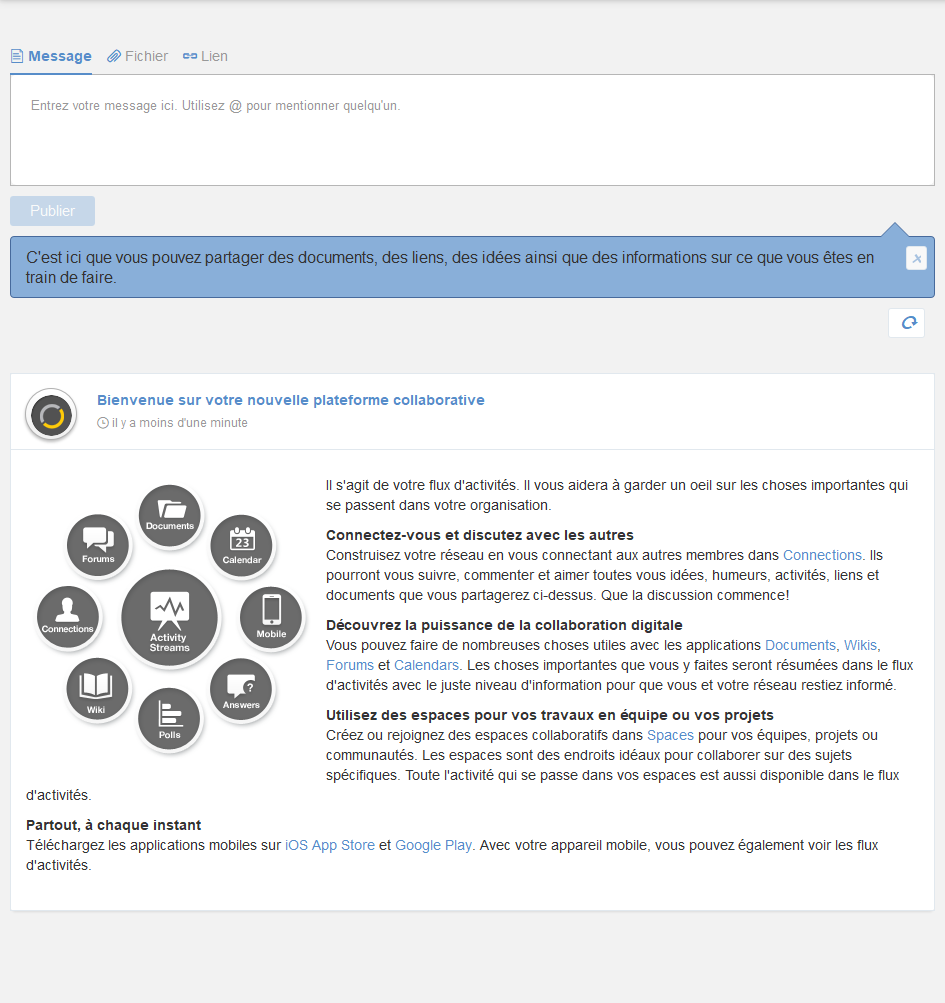 Message Fichier Lien
Entrez votre message ici. Utilisez @ pour mentionner quelqu'un.
Publier
C'est ici que vous pouvez partager des documents, des liens, des idées ainsi que des informations sur ce que vous êtes en
train de faire.
x
Bienvenue sur votre nouvelle plateforme collaborative
il y a moins d'une minute
Documents
Forums
23
Calendar
Connections
Activity
Streams
Mobile
Wiki
?
Answers
Polls
Il s'agit de votre flux d'activités. Il vous aidera à garder un oeil sur les choses importantes qui
se passent dans votre organisation.
Connectez-vous et discutez avec les autres
Construisez votre réseau en vous connectant aux autres membres dans Connections. Ils
pourront vous suivre, commenter et aimer toutes vous idées, humeurs, activités, liens et
documents que vous partagerez ci-dessus. Que la discussion commence!
Découvrez la puissance de la collaboration digitale
Vous pouvez faire de nombreuses choses utiles avec les applications Documents, Wikis,
Forums et Calendars. Les choses importantes que vous y faites seront résumées dans le flux
d'activités avec le juste niveau d'information pour que vous et votre réseau restiez informé.
Utilisez des espaces pour vos travaux en équipe ou vos projets
Créez ou rejoignez des espaces collaboratifs dans Spaces pour vos équipes, projets ou
communautés. Les espaces sont des endroits idéaux pour collaborer sur des sujets
spécifiques. Toute l'activité qui se passe dans vos espaces est aussi disponible dans le flux
d'activités.
Partout, à chaque instant
Téléchargez les applications mobiles sur iOS App Store et Google Play. Avec votre appareil mobile, vous pouvez également voir les flux
d'activités.